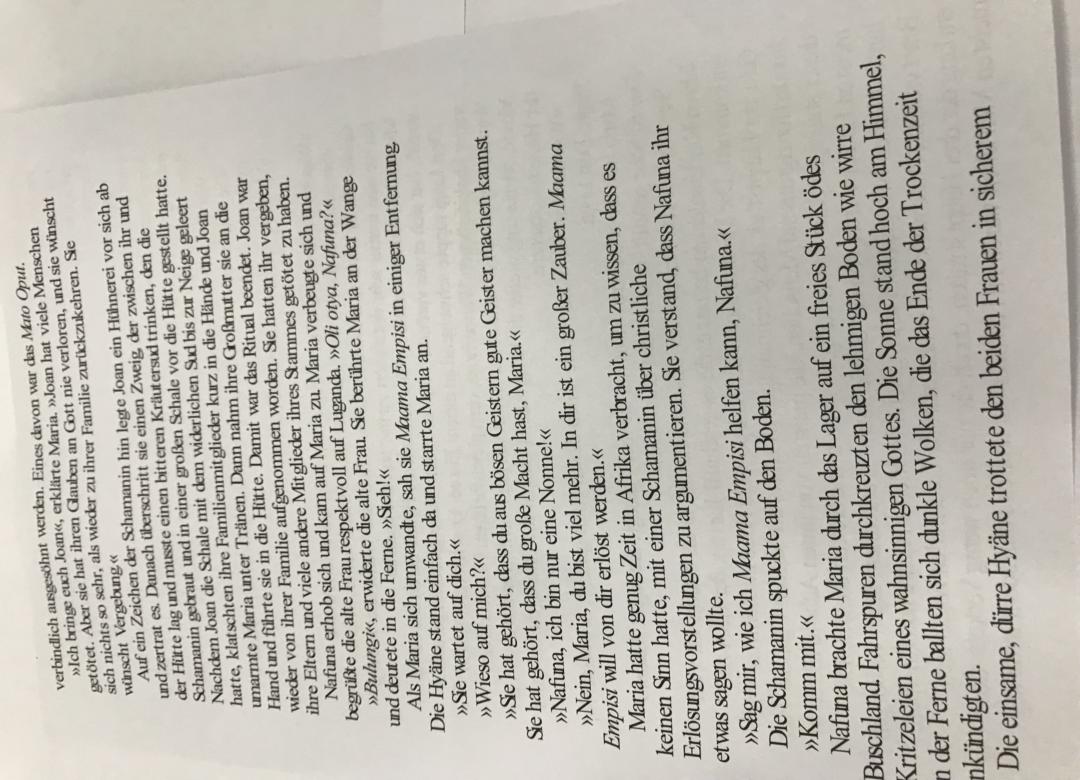 verbindlich ausgesöhnt werden. Eines davon war das Mato Oput.
»Ich bringe euch Joan«, erklärte Maria. »Joan hat viele Menschen
getötet. Aber sie hat ihren Glauben an Gott nie verloren, und sie wünscht
sich nichts so sehr, als wieder zu ihrer Familie zurückzukehren. Sie
wünscht Vergebung.«
Auf ein Zeichen der Schamanin hin legte Joan ein Hühnerei vor sich ab
und zertrat es. Danach überschritt sie einen Zweig, der zwischen ihr und
der Hütte lag und musste einen bitteren Kräutersud trinken, den die
Schamanin gebraut und in einer großen Schale vor die Hütte gestellt hatte.
Nachdem Joan die Schale mit dem widerlichen Sud bis zur Neige geleert
hatte, klatschten ihre Familienmitglieder kurz in die Hände und Joan
umarmte Maria unter Tränen. Dann nahm ihre Großmutter sie an die
Hand und führte sie in die Hütte. Damit war das Ritual beendet. Joan war
wieder von ihrer Familie aufgenommen worden. Sie hatten ihr vergeben,
ihre Eltern und viele andere Mitglieder ihres Stammes getötet zu haben.
Nafuna erhob sich und kam auf Maria zu. Maria verbeugte sich und
begrüßte die alte Frau respektvoll auf Luganda. »Oli otya, Nafuna?«
»Bulungi«, erwiderte die alte Frau. Sie berührte Maria an der Wange
und deutete in die Ferne. »Sieh!«
Als Maria sich umwandte, sah sie Maama Empisi in einiger Entfernung
Die Hyäne stand einfach da und starrte Maria an.
»Sie wartet auf dich.«
»Wieso auf mich?«
»Sie hat gehört, dass du aus bösen Geistern gute Geister machen kannst.
Sie hat gehört, dass du große Macht hast, Maria.«
»Nafuna, ich bin nur eine Nonne!«
»Nein, Maria, du bist viel mehr. In dir ist ein großer Zauber. Maama
Empisi will von dir erlöst werden.«
Maria hatte genug Zeit in Afrika verbracht, um zu wissen, dass es
keinen Sinn hatte, mit einer Schamanin über christliche
Erlösungsvorstellungen zu argumentieren. Sie verstand, dass Nafuna ihr
etwas sagen wollte.
»Sag mir, wie ich Maama Empisi helfen kann, Nafuna.«
Die Schamanin spuckte auf den Boden.
»Komm mit.«
Nafuna brachte Maria durch das Lager auf ein freies Stück ödes
Buschland. Fahrspuren durchkreuzten den lehmigen Boden wie wirre
Kritzeleien eines wahnsinnigen Gottes. Die Sonne stand hoch am Himmel,
n der Ferne ballten sich dunkle Wolken, die das Ende der Trockenzeit
nkündigten.
Die einsame, dürre Hyäne trottete den beiden Frauen in sicherem